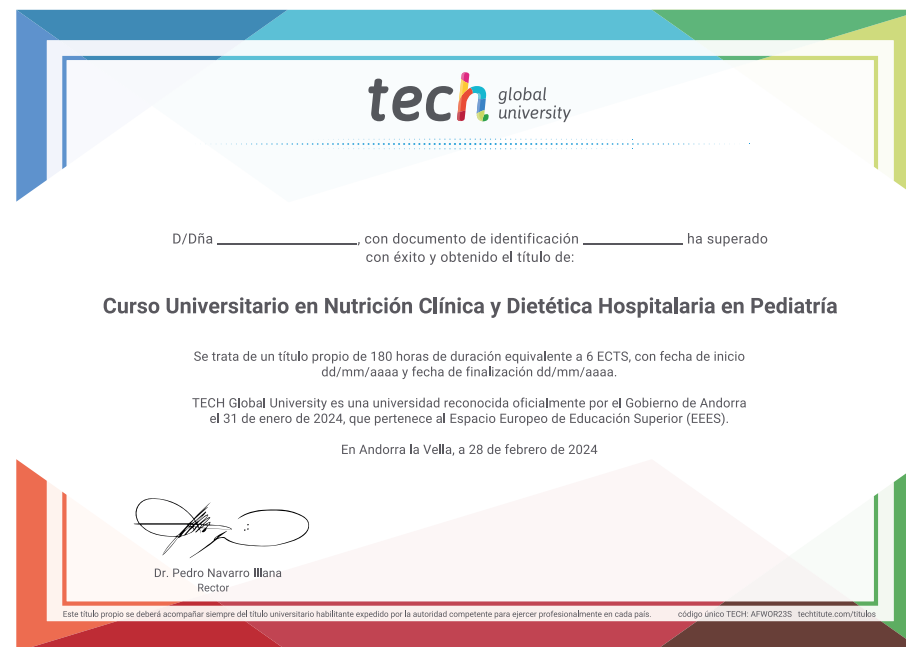 tech global university
D/Dña ____________________, con documento de identificación ______________ ha superado
con éxito y obtenido el título de:
Curso Universitario en Nutrición Clínica y Dietética Hospitalaria en Pediatría
Se trata de un título propio de 180 horas de duración equivalente a 6 ECTS, con fecha de inicio
dd/mm/aaaa y fecha de finalización dd/mm/aaaa.
TECH Global University es una universidad reconocida oficialmente por el Gobierno de Andorra
el 31 de enero de 2024, que pertenece al Espacio Europeo de Educación Superior (EEES).
En Andorra la Vella, a 28 de febrero de 2024
Dr. Pedro Navarro Illana
Rector
Este título propio se deberá acompañar siempre del título universitario habilitante expedido por la autoridad competente para ejercer profesionalmente en cada país. código único TECH: AFWOR23S techtitute.com/titulos